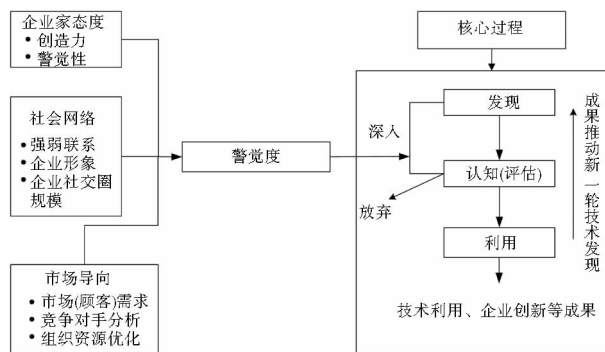 企业家态度
• 创造力
• 警觉性
社会网络
• 强弱联系
• 企业形象
• 企业社交圈
规模
市场导向
• 市场(顾客)需求
• 竞争对手分析
• 组织资源优化
警觉度
核心过程
深入
发现
认知(评估)
放弃
利用
技术利用、企业创新等成果
成果推动新一轮技术发现